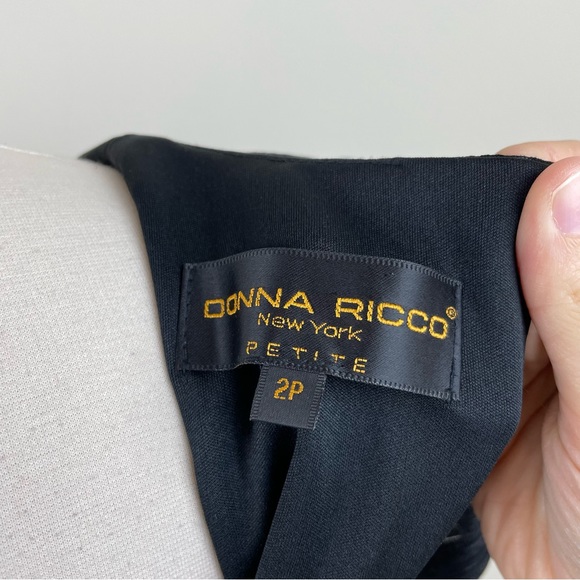 DONNA RICCO®
New York
PETITE
2P